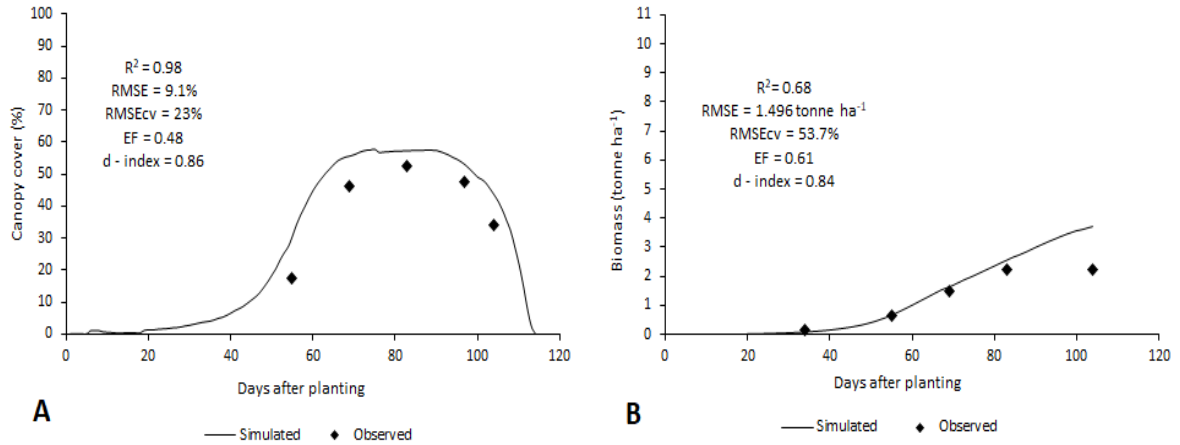 100
90
80
70
60
50
40
30
20
10
0
Canopy cover (%)
R² = 0.98
RMSE = 9.1%
RMSEcv = 23%
EF = 0.48
d - index = 0.86
0 20 40 60 80 100 120
Days after planting
A
Simulated Observed
11
10
9
8
7
6
5
4
3
2
1
0
Biomass (tonne ha⁻¹)
R²= 0.68
RMSE = 1.496 tonne ha⁻¹
RMSEcv = 53.7%
EF = 0.61
d - index = 0.84
0 20 40 60 80 100 120
Days after planting
B
Simulated Observed